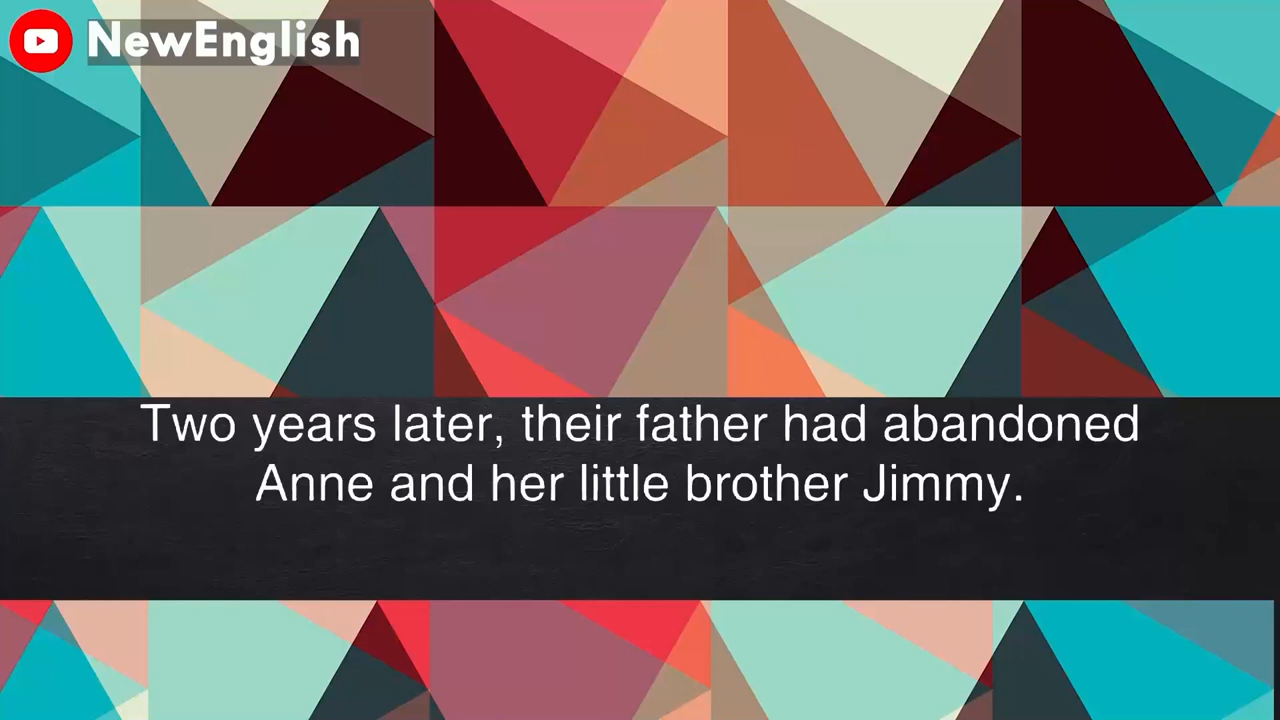 NewEnglish
Two years later, their father had abandoned
Anne and her little brother Jimmy.